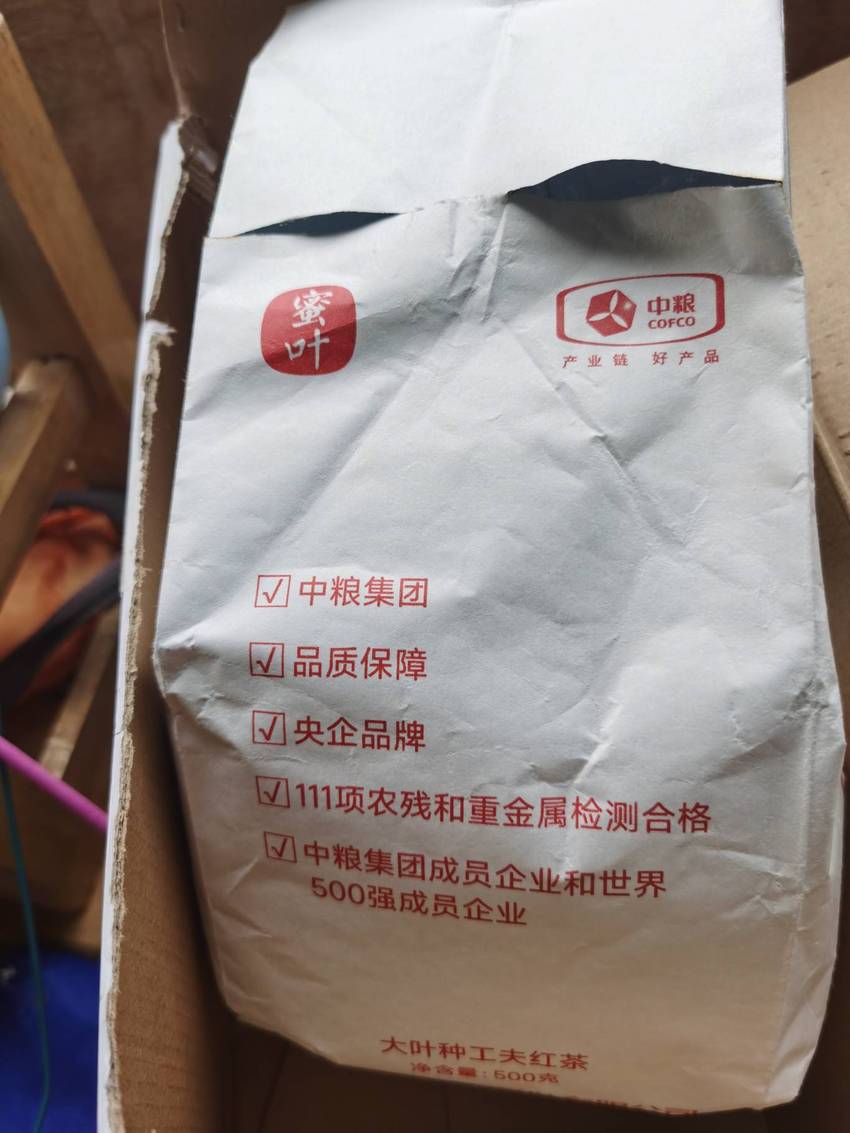 蜜叶
中粮
COFCO
产业链 好产品
中粮集团
品质保障
央企品牌
111项农残和重金属检测合格
中粮集团成员企业和世界
500强成员企业
大叶种工夫红茶
净含量:500克